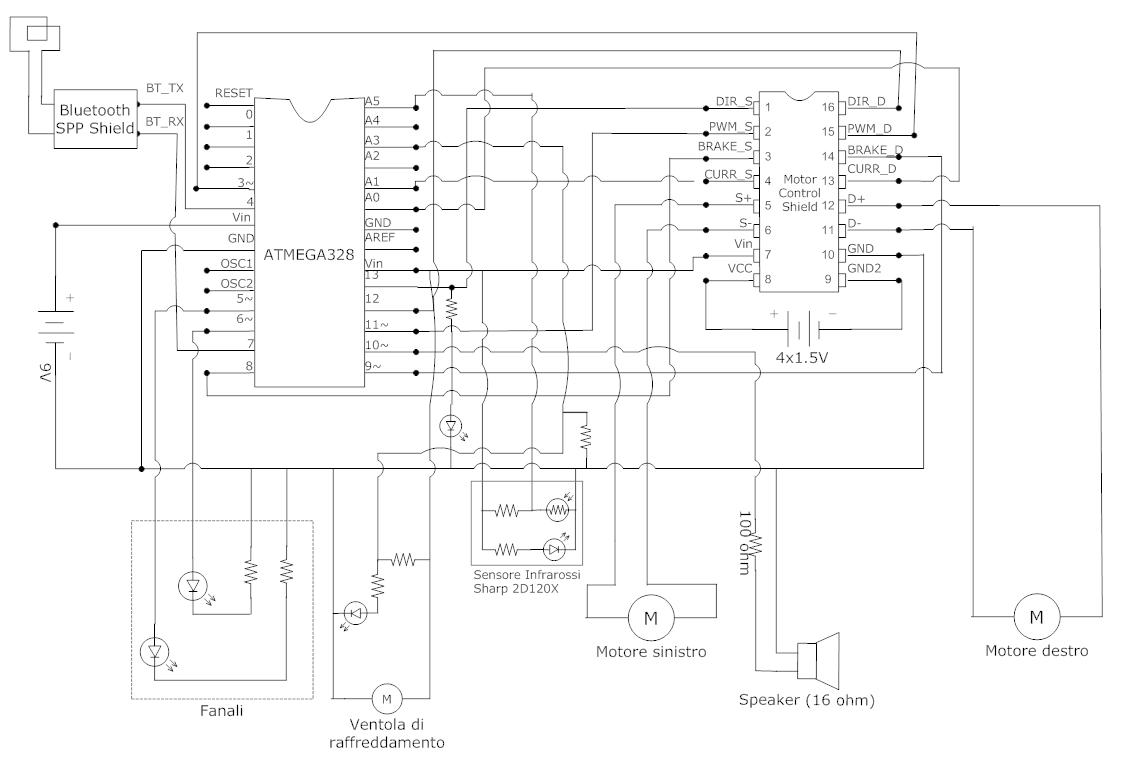 BT_TX
Bluetooth
SPP Shield
BT_RX
RESET
0
1
2
3~
4
Vin
GND
OSC1
OSC2
5~
6~
7
8
ATMEGA328
A5
A4
A3
A2
A1
A0
GND
AREF
Vin
13
12
11~
10~
9~
DIR_S
PWM_S
BRAKE_S
CURR_S
S+
S-
Vin
VCC
1
2
3
4
5
6
7
8
Motor
Control
Shield
16
15
14
13
12
11
10
9
DIR_D
PWM_D
BRAKE_D
CURR_D
D+
D-
GND
GND2
+
-
9V
+
-
4x1.5V
100 ohm
Sensore Infrarossi
Sharp 2D120X
M
Motore sinistro
M
Motore destro
Speaker (16 ohm)
Fanali
M
Ventola di
raffreddamento